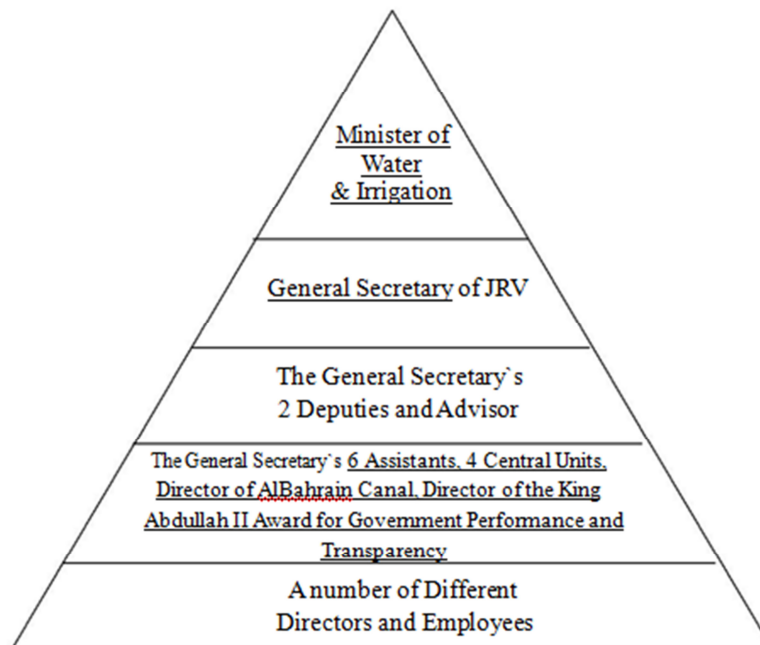 Minister of
Water
& Irrigation
General Secretary of JRV
The General Secretary`s
2 Deputies and Advisor
The General Secretary`s 6 Assistants, 4 Central Units,
Director of AlBahrain Canal, Director of the King
Abdullah II Award for Government Performance and
Transparency
A number of Different
Directors and Employees